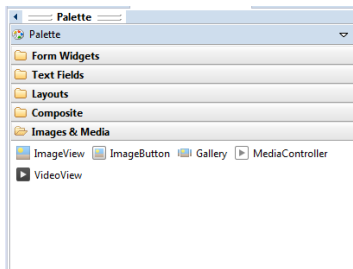 Palette
Palette
Form Widgets
Text Fields
Layouts
Composite
Images & Media
ImageView ImageButton Gallery MediaController
VideoView